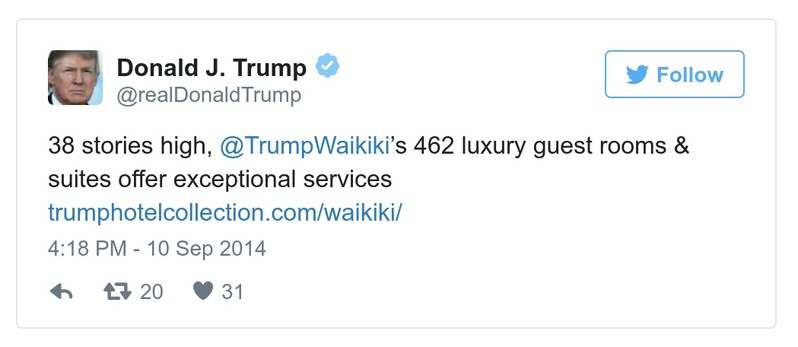 Donald J. Trump
@realDonaldTrump
Follow
38 stories high, @TrumpWaikiki's 462 luxury guest rooms &
suites offer exceptional services
trumphotelcollection.com/waikiki/
4:18 PM - 10 Sep 2014
20 31